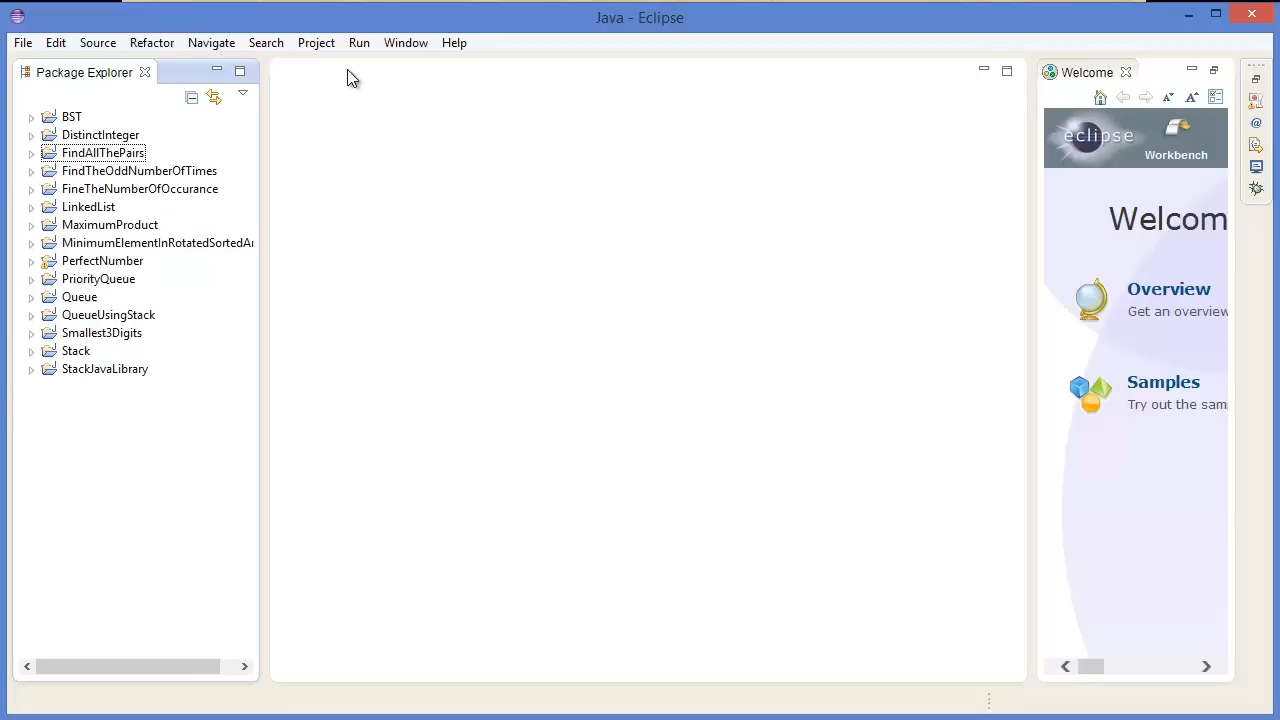 Java - Eclipse
File Edit Source Refactor Navigate Search Project Run Window Help
Package Explorer
BST
DistinctInteger
FindAllThePairs
FindTheOddNumberOfTimes
FineTheNumberOfOccurance
LinkedList
MaximumProduct
MinimumElementInRotatedSortedAr
PerfectNumber
PriorityQueue
Queue
QueueUsingStack
Smallest3Digits
Stack
StackJavaLibrary
Welcome
eclipse
Workbench
Welcom
Overview
Get an overview
Samples
Try out the sam